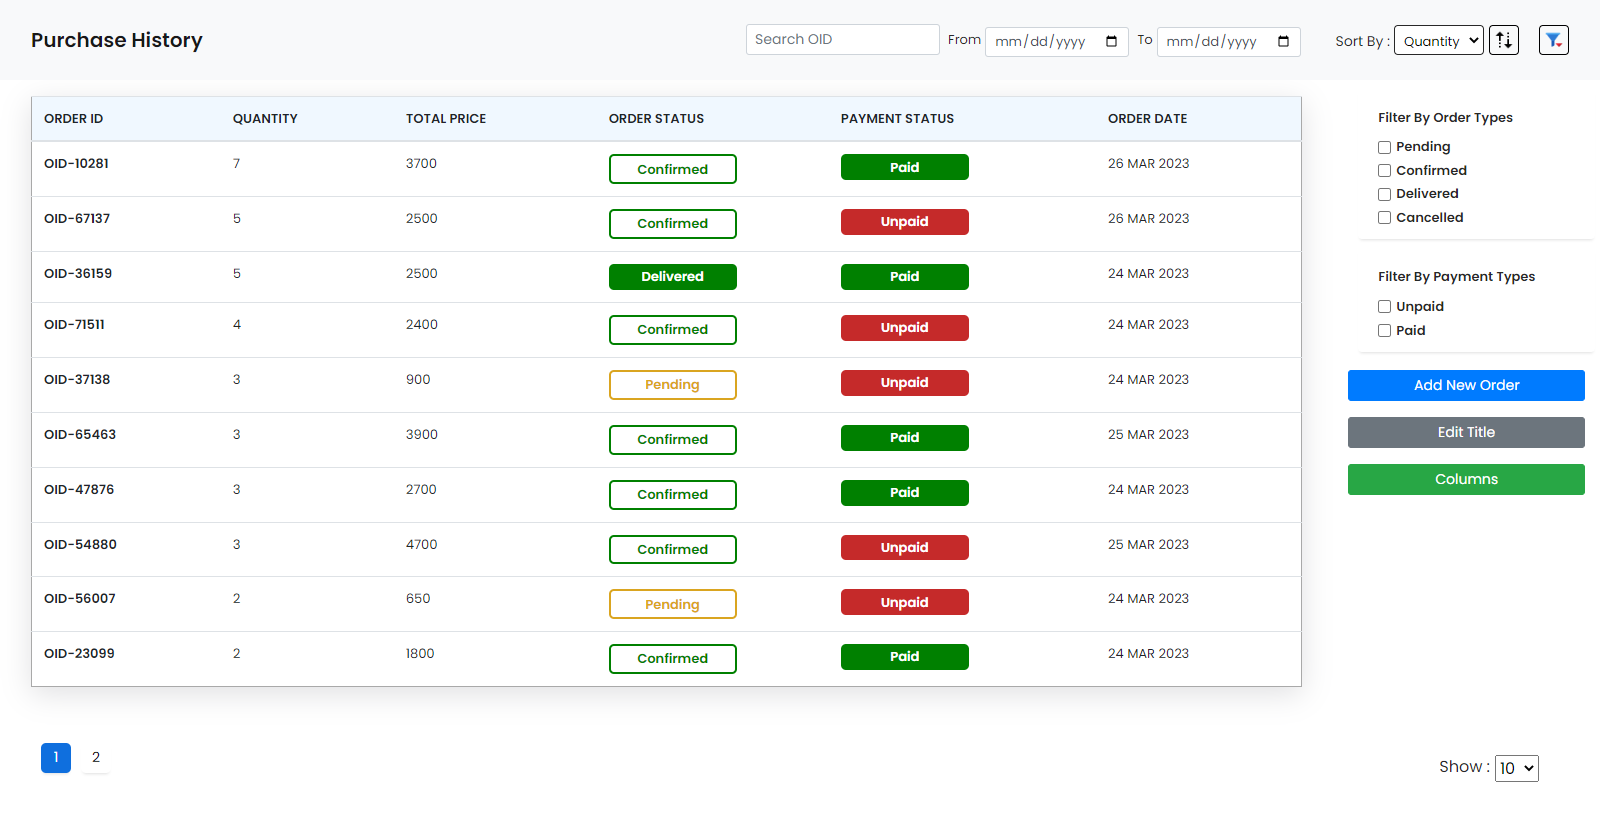 Purchase History
Search OID
From mm/dd/yyyy To mm/dd/yyyy
Sort By : Quantity
ORDER ID QUANTITY TOTAL PRICE ORDER STATUS PAYMENT STATUS ORDER DATE
OID-10281 7 3700 Confirmed Paid 26 MAR 2023
OID-67137 5 2500 Confirmed Unpaid 26 MAR 2023
OID-36159 5 2500 Delivered Paid 24 MAR 2023
OID-71511 4 2400 Confirmed Unpaid 24 MAR 2023
OID-37138 3 900 Pending Unpaid 24 MAR 2023
OID-65463 3 3900 Confirmed Paid 25 MAR 2023
OID-47876 3 2700 Confirmed Paid 24 MAR 2023
OID-54880 3 4700 Confirmed Unpaid 25 MAR 2023
OID-56007 2 650 Pending Unpaid 24 MAR 2023
OID-23099 2 1800 Confirmed Paid 24 MAR 2023
Filter By Order Types
Pending
Confirmed
Delivered
Cancelled
Filter By Payment Types
Unpaid
Paid
Add New Order
Edit Title
Columns
1 2
Show : 10